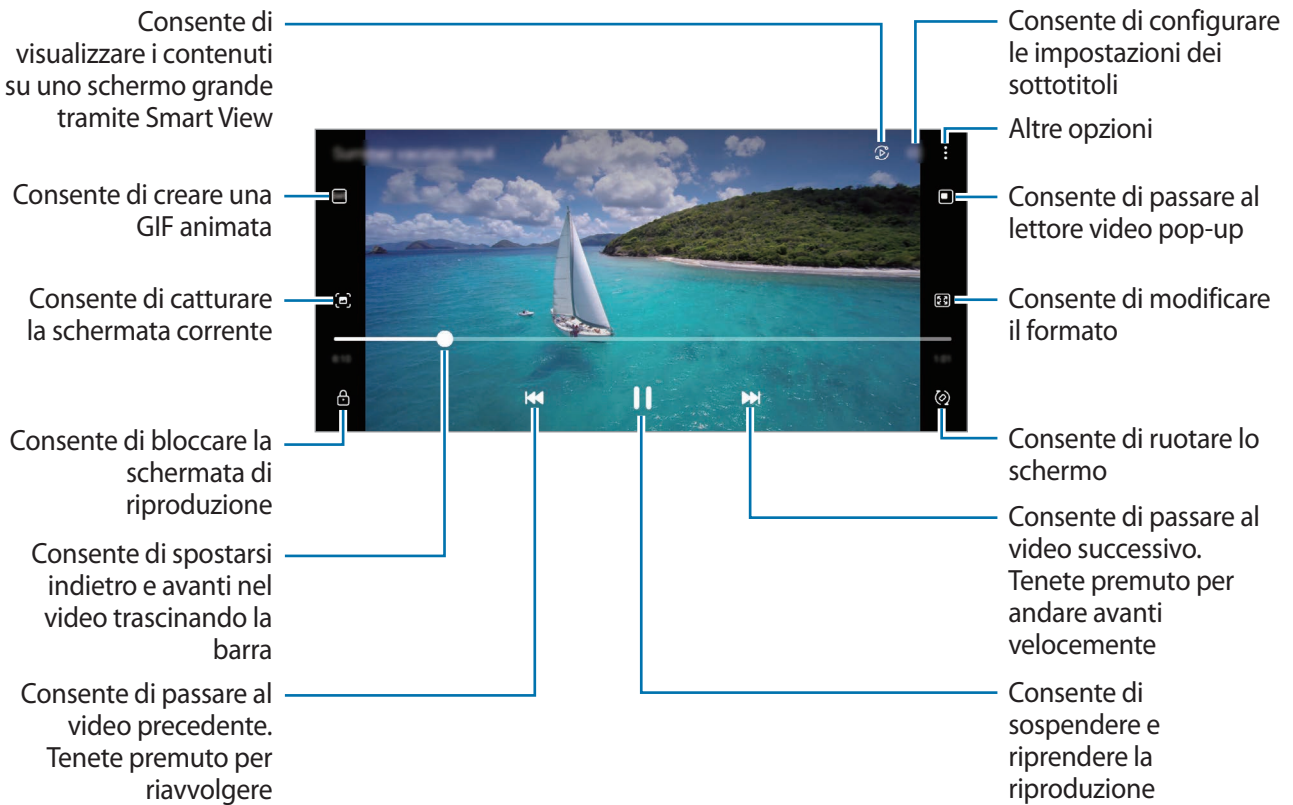 Consente di
visualizzare i contenuti
su uno schermo grande
tramite Smart View
Consente di creare una
GIF animata
Consente di catturare
la schermata corrente
Consente di bloccare la
schermata di
riproduzione
Consente di spostarsi
indietro e avanti nel
video trascinando la
barra
Consente di passare al
video precedente.
Tenete premuto per
riavvolgere
Consente di configurare
le impostazioni dei
sottotitoli
Altre opzioni
Consente di passare al
lettore video pop-up
Consente di modificare
il formato
Consente di ruotare lo
schermo
Consente di passare al
video successivo.
Tenete premuto per
andare avanti
velocemente
Consente di
sospendere e
riprendere la
riproduzione